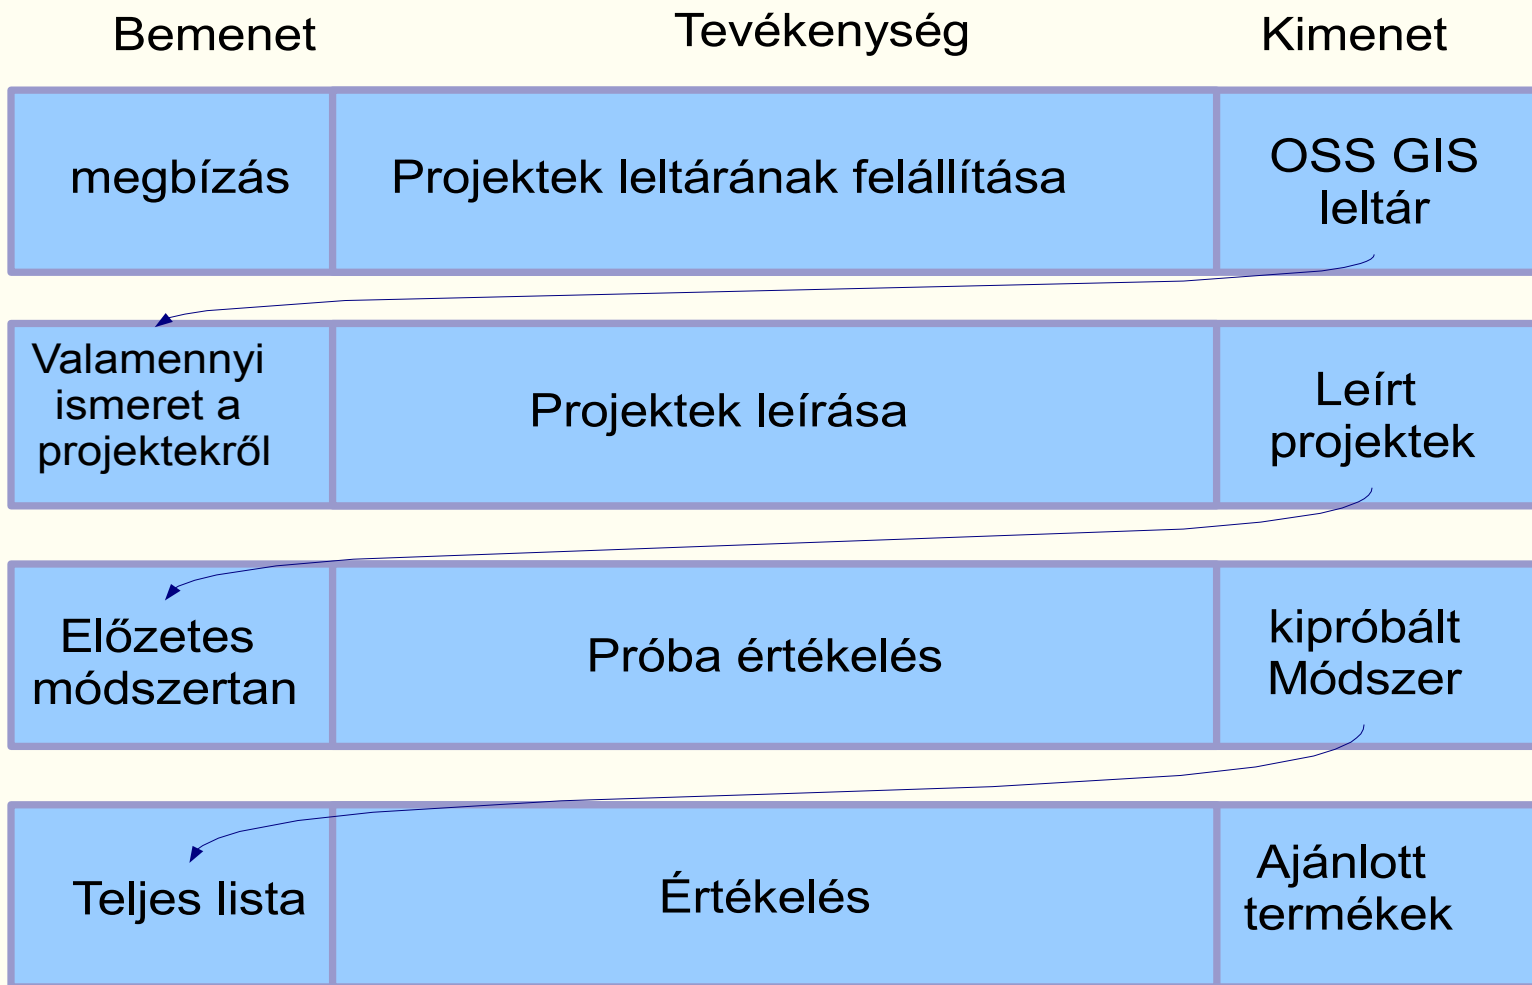 Bemenet
Tevékenység
Kimenet
megbízás
Projektek leltárának felállítása
OSS GIS
leltár
Valamennyi
ismeret a
projektekről
Projektek leírása
Leírt
projektek
Előzetes
módszertan
Próba értékelés
kipróbált
Módszer
Teljes lista
Értékelés
Ajánlott
termékek